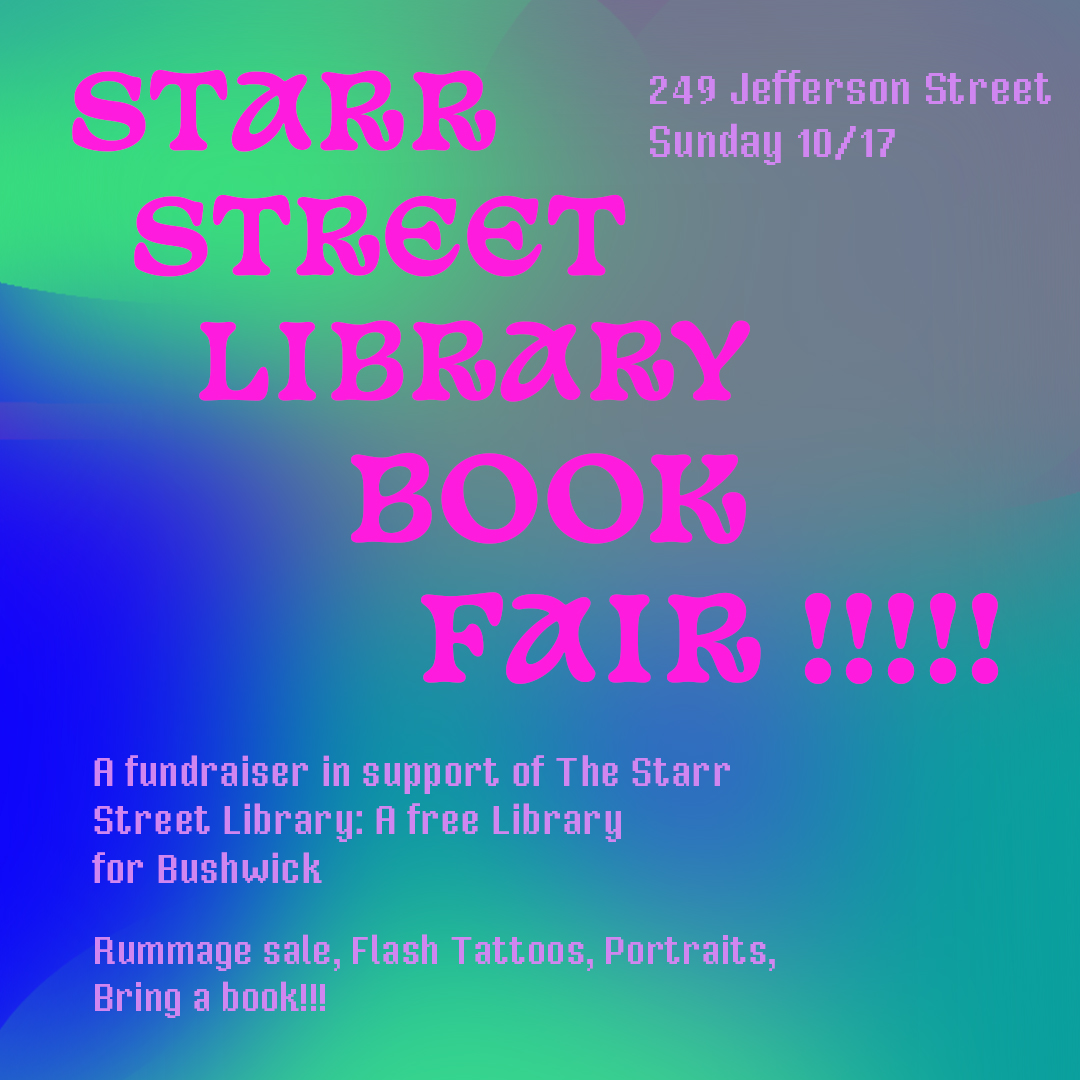 STARR
STREET
LIBRARY
BOOK
FAIR !!!!!
249 Jefferson Street
Sunday 10/17
A fundraiser in support of The Starr
Street Library: A free Library
for Bushwick
Rummage sale, Flash Tattoos, Portraits,
Bring a book!!!